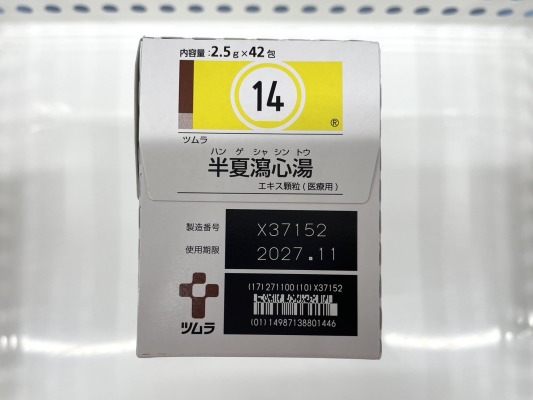 内容量:2.5g×42包
14
®
ツムラ
ハン ゲ シャ シン トウ
半夏瀉心湯
エキス顆粒(医療用)
製造番号 X37152
使用期限 2027.11
(17)271100(10)X37152
(01)14987138801446
ツムラ